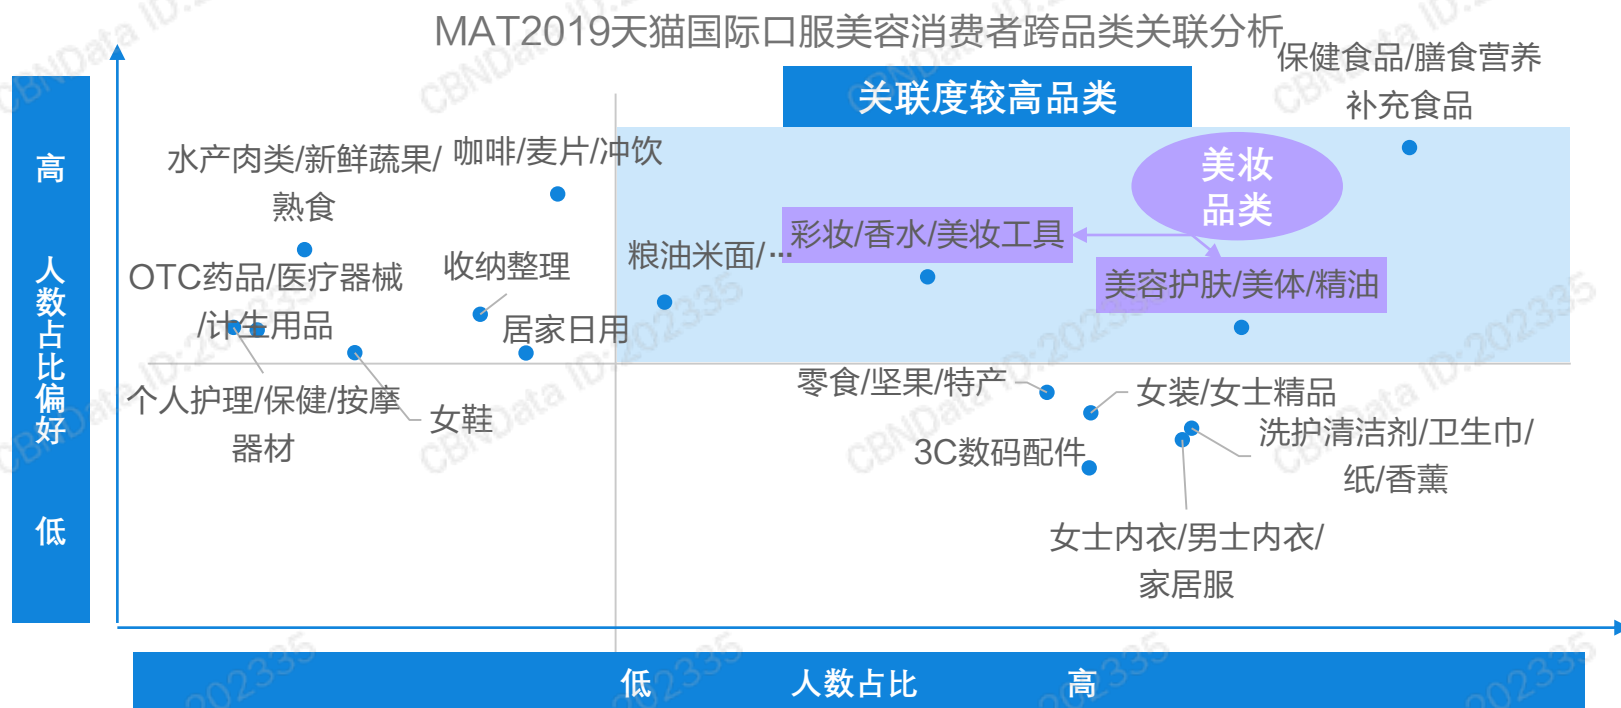 MAT2019天猫国际口服美容消费者跨品类关联分析
关联度较高品类
保健食品/膳食营养
补充食品
高
人数占比偏好
低
水产肉类/新鲜蔬果/
熟食
咖啡/麦片/冲饮
美妆
品类
彩妆/香水/美妆工具
粮油米面/…
收纳整理
OTC药品/医疗器械
/计生用品
美容护肤/美体/精油
居家日用
个人护理/保健/按摩
器材
女鞋
零食/坚果/特产
女装/女士精品
3C数码配件
洗护清洁剂/卫生巾/
纸/香薰
女士内衣/男士内衣/
家居服
低 人数占比 高
CBNData ID:202335